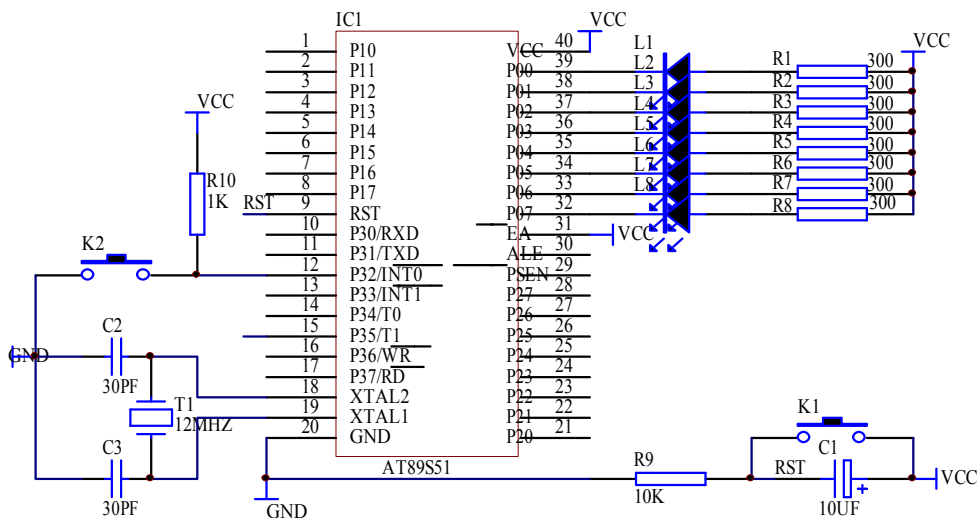 IC1
VCC
VCC
1 P10 VCC 40
2 P11 P00 39 L1 R1 300
3 P12 P01 38 L2 R2 300
4 P13 P02 37 L3 R3 300
5 P14 P03 36 L4 R4 300
6 P15 P04 35 L5 R5 300
7 P16 P05 34 L6 R6 300
8 P17 P06 33 L7 R7 300
RST 9 RST P07 32 L8 R8 300
VCC
R10
1K
10 P30/RXD EA 31 VCC
11 P31/TXD ALE 30
K2
12 P32/INT0 PSEN 29
13 P33/INT1 P27 28
14 P34/T0 P26 27
15 P35/T1 P25 26
16 P36/WR P24 25
17 P37/RD P23 24
18 XTAL2 P22 23
19 XTAL1 P21 22
20 GND P20 21
AT89S51
GND
C2
30PF
T1
12MHZ
C3
30PF
GND
R9
10K
K1
RST
C1
10UF
+
VCC